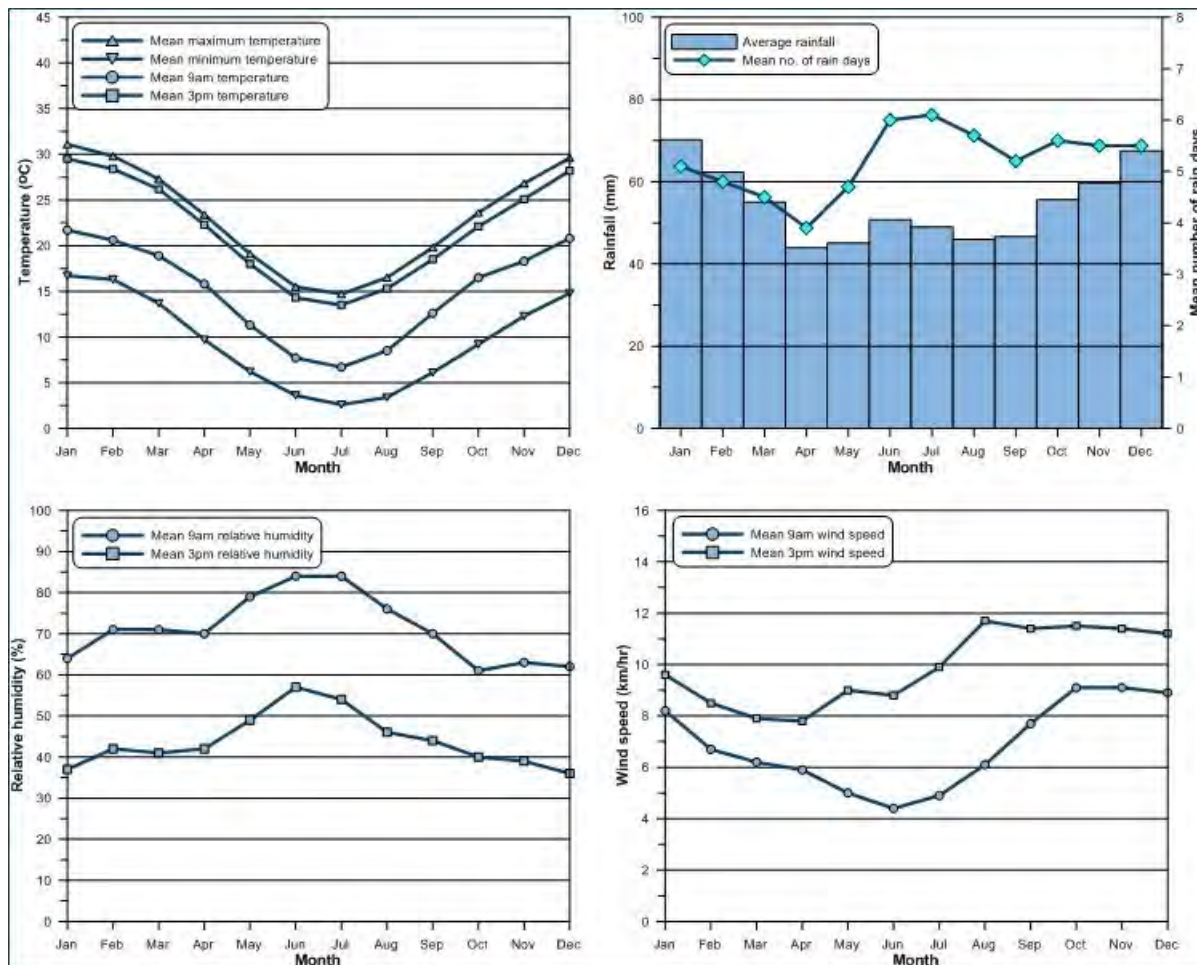 45
40
35
30
25
20
15
10
5
0
Temperature (oC)
Mean maximum temperature
Mean minimum temperature
Mean 9am temperature
Mean 3pm temperature
Jan Feb Mar Apr May Jun Jul Aug Sep Oct Nov Dec
Month
100
80
60
40
20
0
Rainfall (mm)
Average rainfall
Mean no. of rain days
8
7
6
5
4
3
2
1
0
Mean number of rain days
Jan Feb Mar Apr May Jun Jul Aug Sep Oct Nov Dec
Month
100
90
80
70
60
50
40
30
20
10
0
Relative humidity (%)
Mean 9am relative humidity
Mean 3pm relative humidity
Jan Feb Mar Apr May Jun Jul Aug Sep Oct Nov Dec
Month
16
14
12
10
8
6
4
2
0
Wind speed (km/hr)
Mean 9am wind speed
Mean 3pm wind speed
Jan Feb Mar Apr May Jun Jul Aug Sep Oct Nov Dec
Month